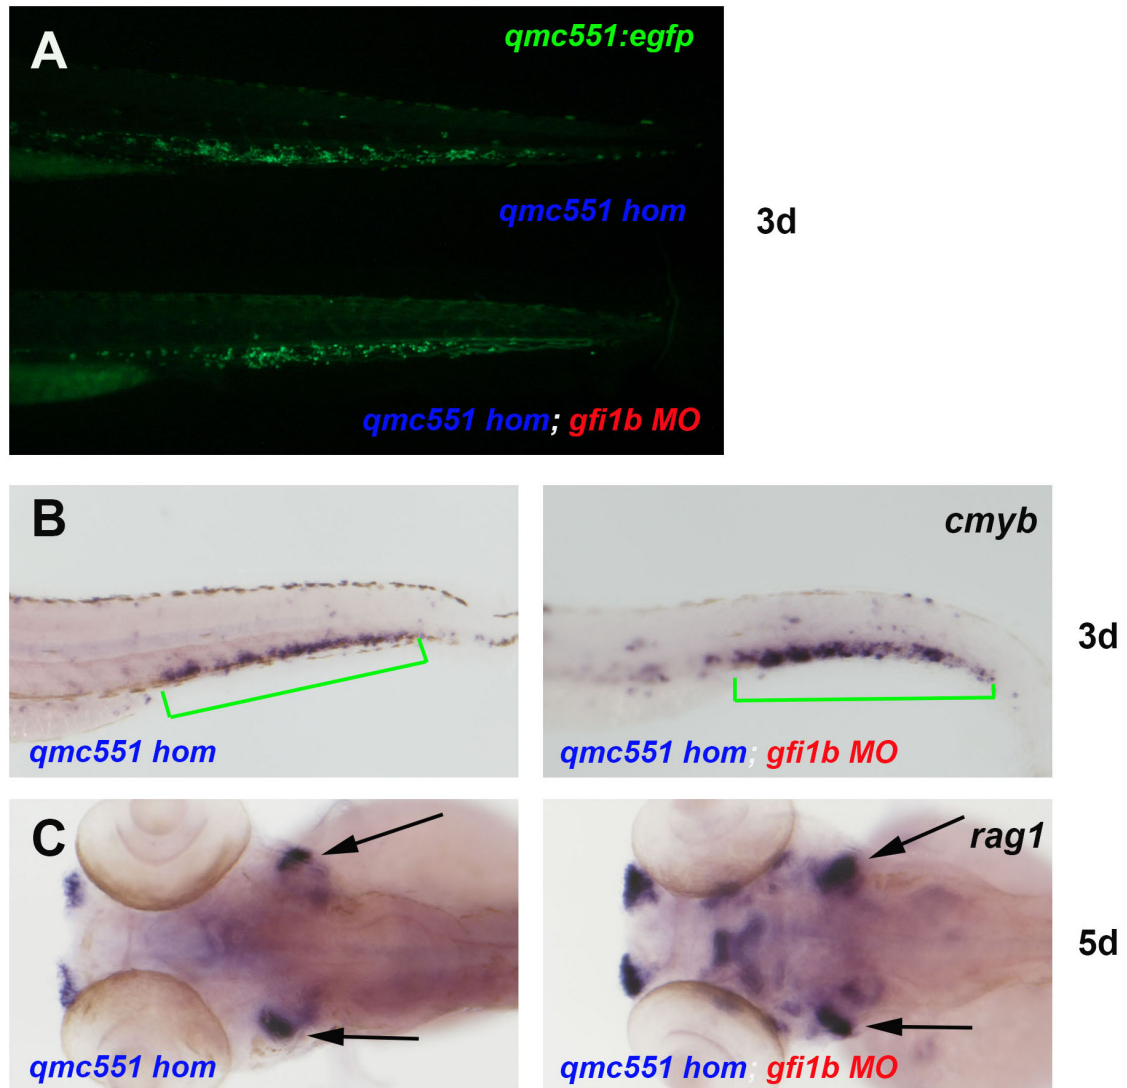 A
qmc551:egfp
qmc551 hom
3d
qmc551 hom; gfi1b MO
B
cmyb
3d
qmc551 hom
qmc551 hom; gfi1b MO
C
rag1
5d
qmc551 hom
qmc551 hom; gfi1b MO